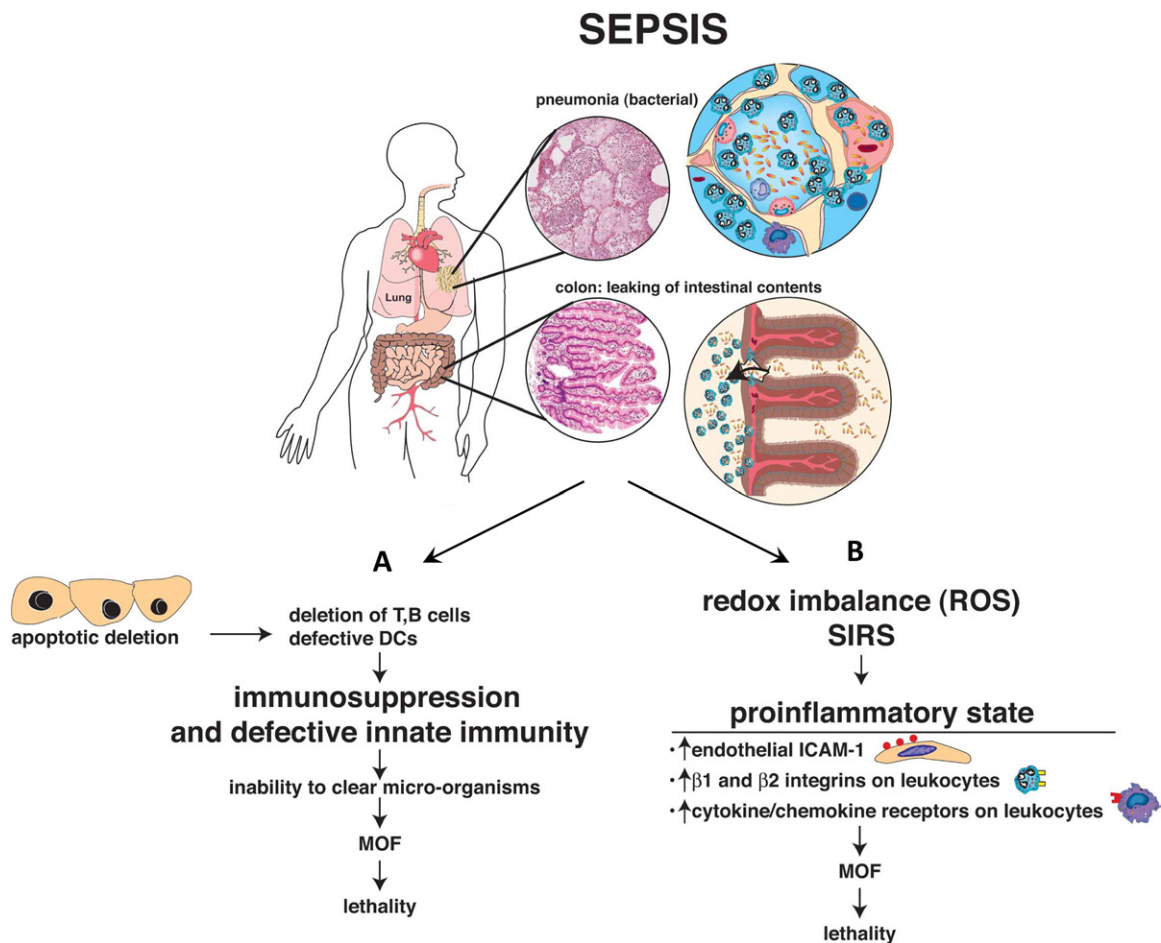 SEPSIS
pneumonia (bacterial)
Lung
colon: leaking of intestinal contents
A
apoptotic deletion
deletion of T,B cells
defective DCs
immunosuppression
and defective innate immunity
inability to clear micro-organisms
MOF
lethality
B
redox imbalance (ROS)
SIRS
proinflammatory state
· ↑endothelial ICAM-1
· ↑β1 and β2 integrins on leukocytes
· ↑cytokine/chemokine receptors on leukocytes
MOF
lethality